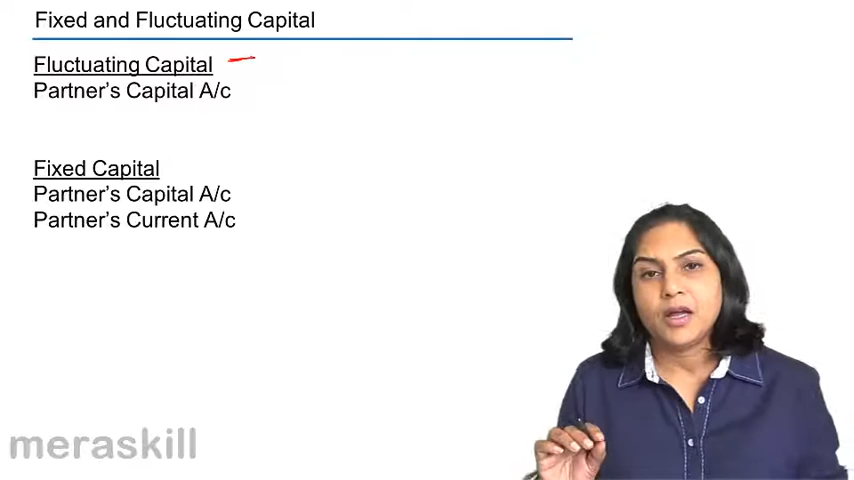 Fixed and Fluctuating Capital
Fluctuating Capital
Partner's Capital A/c
Fixed Capital
Partner's Capital A/c
Partner's Current A/c
meraskill